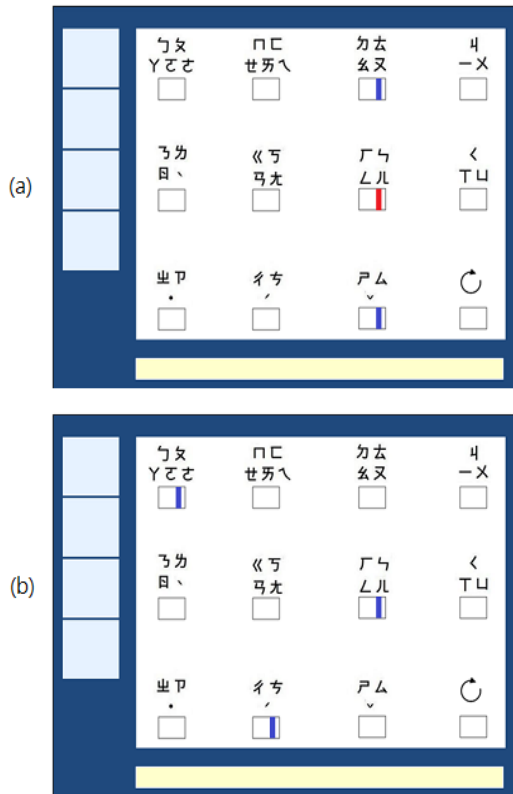 (a)
ㄅㄆ ㄇㄈ ㄉㄊ ㄐ
ㄚㄛㄜ ㄝㄞㄟ ㄠㄡ ㄧㄨ
ㄋㄌ ㄍㄎ ㄏㄣ ㄑ
ㄖˋ ㄢㄤ ㄥㄦ ㄒㄩ
ㄓㄗ ㄔㄘ ㄕㄙ
˙ ˊ ˇ
(b)
ㄅㄆ ㄇㄈ ㄉㄊ ㄐ
ㄚㄛㄜ ㄝㄞㄟ ㄠㄡ ㄧㄨ
ㄋㄌ ㄍㄎ ㄏㄣ ㄑ
ㄖˋ ㄢㄤ ㄥㄦ ㄒㄩ
ㄓㄗ ㄔㄘ ㄕㄙ
˙ ˊ ˇ